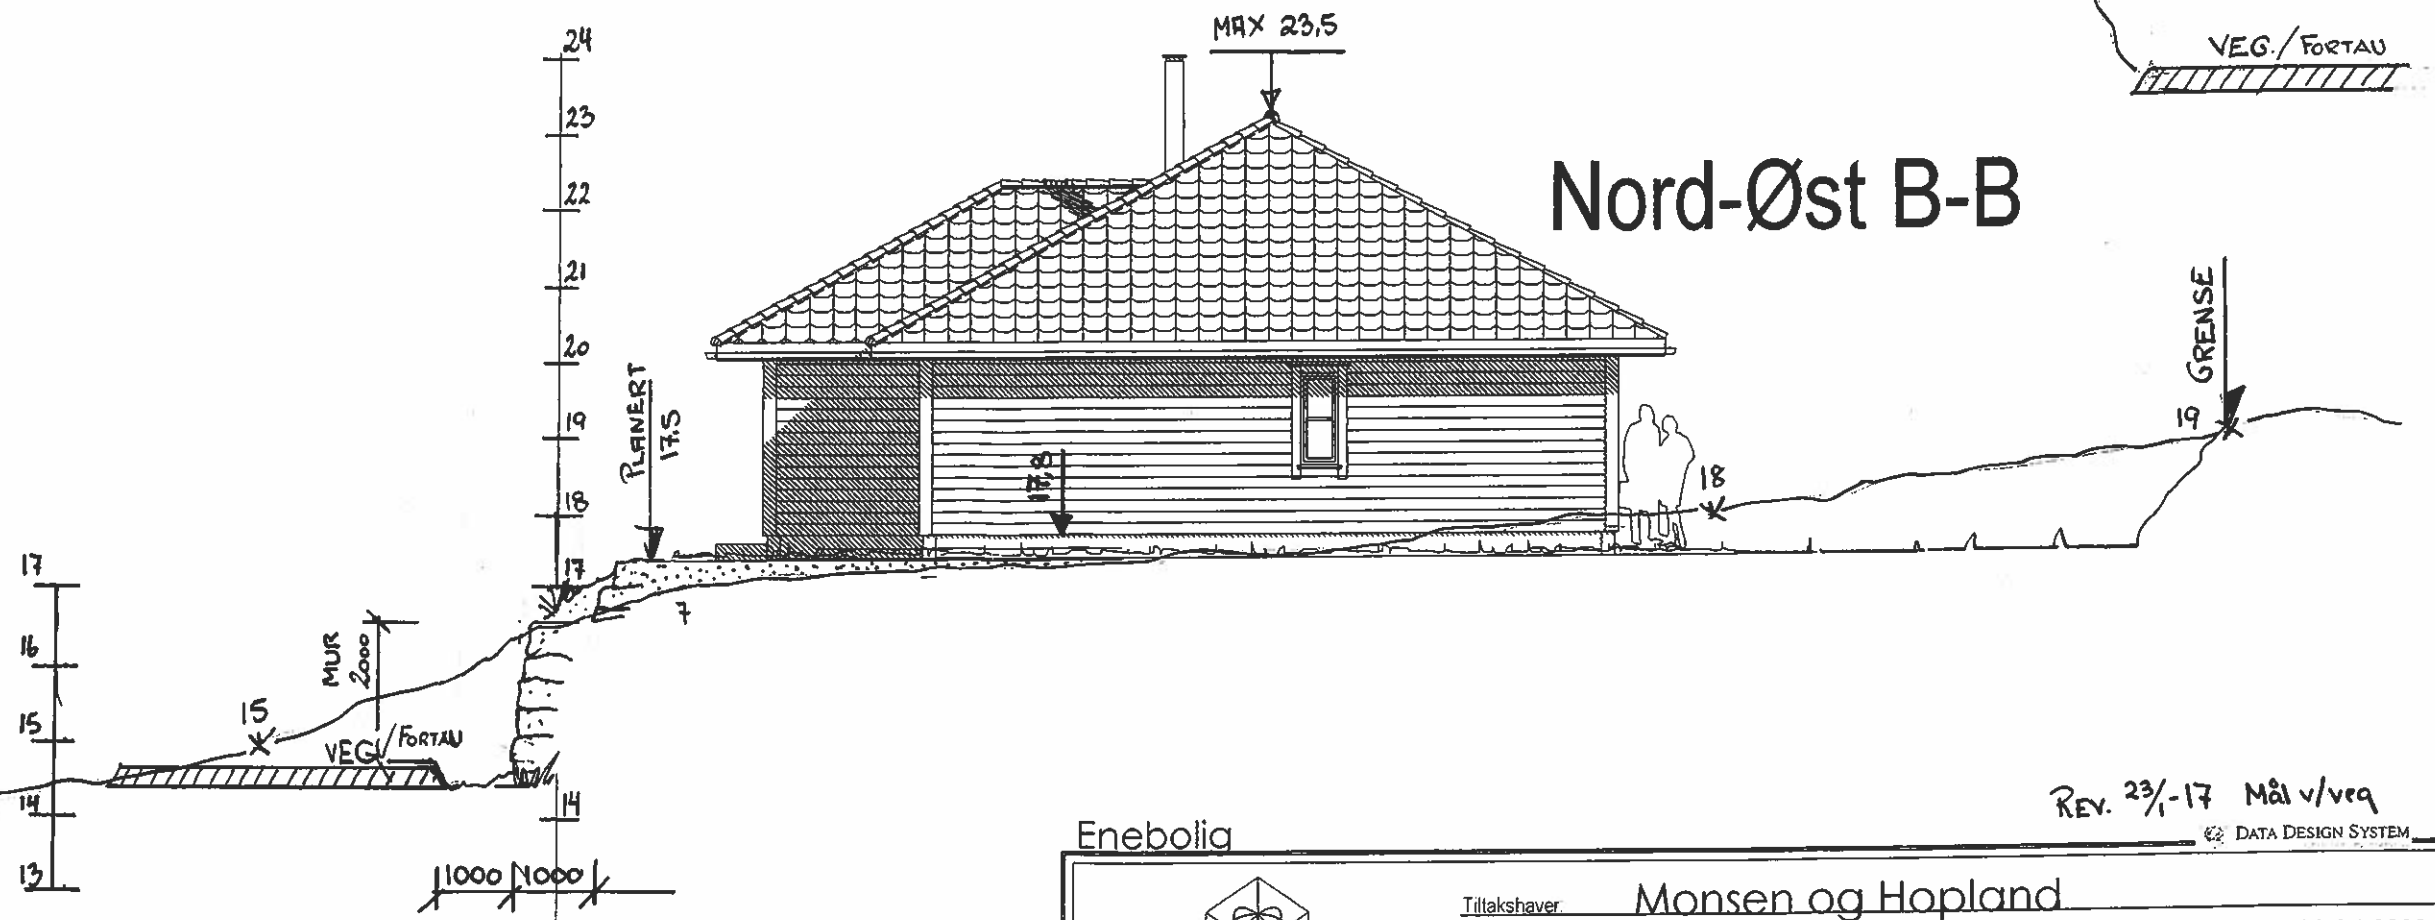 MAX 23,5
VEG./FORTAU
24
23
22
21
20
19
18
17
14
Nord-Øst B-B
GRENSE
19
PLANERT
17.5
17,8
18
7
17
16
15
14
13
MUR
2000
15
VEG/FORTAU
1000 1000
REV. 23/1-17 Mål v/veg
DATA DESIGN SYSTEM
Enebolig
Tiltakshaver: Monsen og Hopland